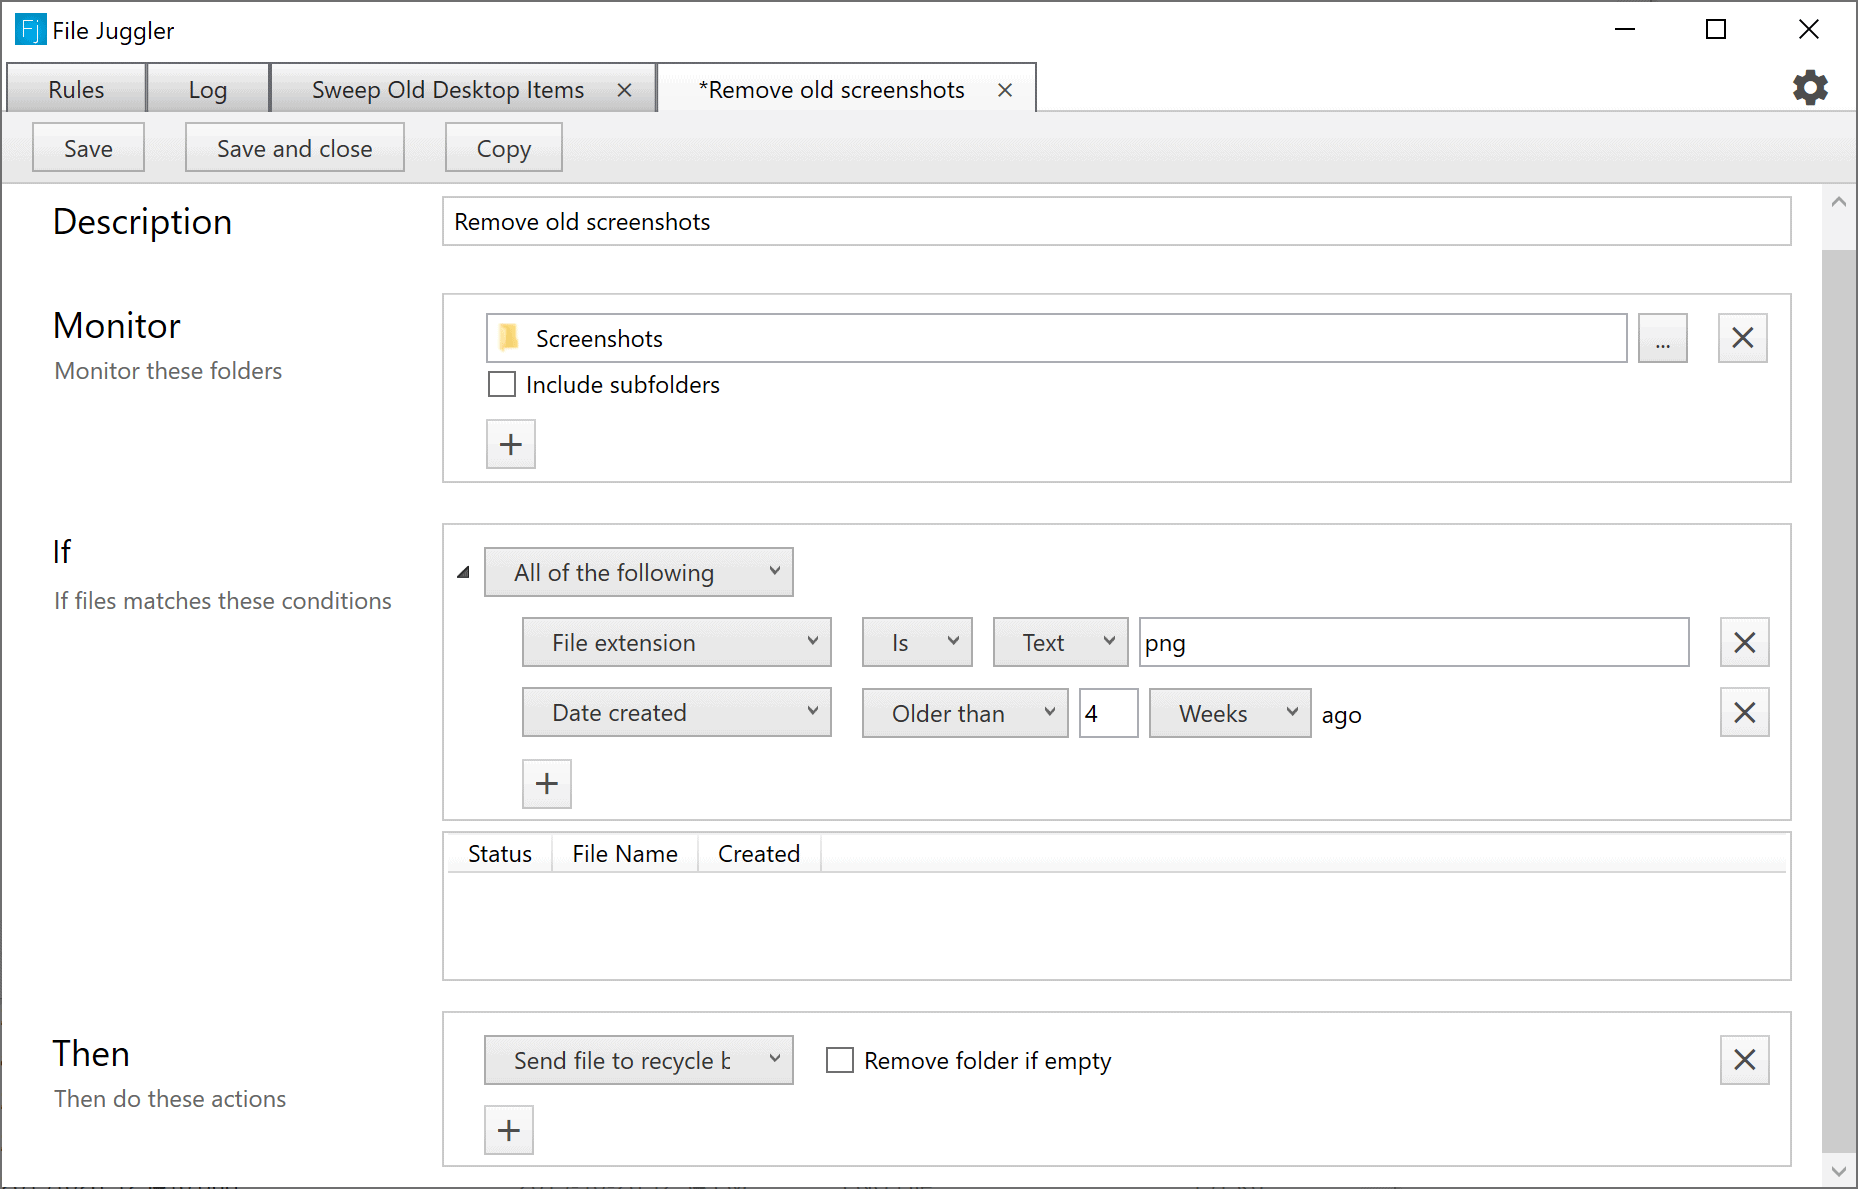 Fj File Juggler
Rules Log Sweep Old Desktop Items *Remove old screenshots
Save Save and close Copy
Description Remove old screenshots
Monitor
Monitor these folders
Screenshots ...
Include subfolders
If
If files matches these conditions
All of the following
File extension Is Text png
Date created Older than 4 Weeks ago
Status File Name Created
Then
Then do these actions
Send file to recycle b Remove folder if empty